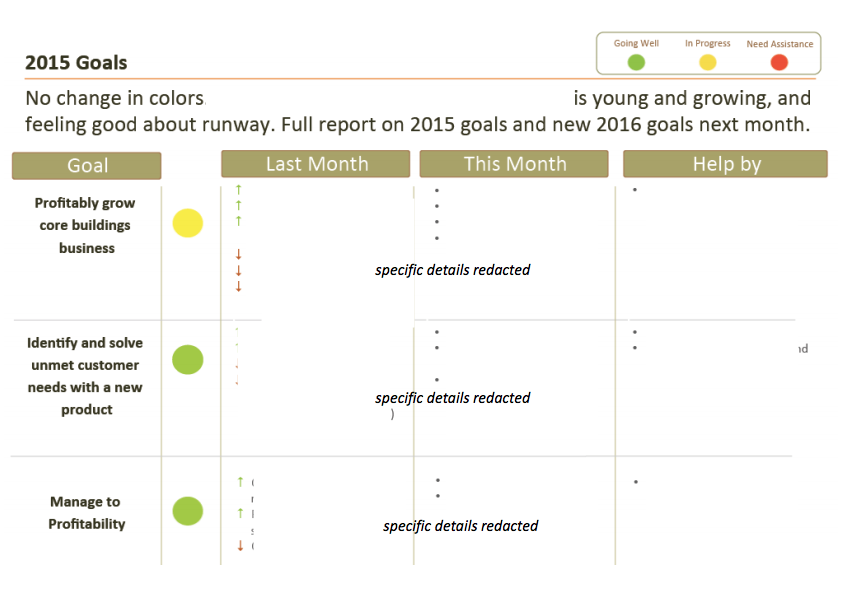 Going Well In Progress Need Assistance
2015 Goals
No change in colors is young and growing, and
feeling good about runway. Full report on 2015 goals and new 2016 goals next month.
Goal Last Month This Month Help by
Profitably grow
core buildings
business
specific details redacted
Identify and solve
unmet customer
needs with a new
product
specific details redacted
)
Manage to
Profitability
specific details redacted